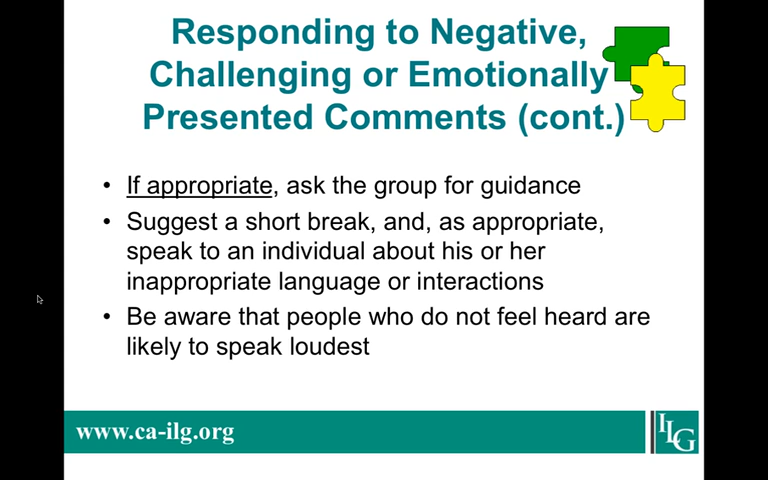 Responding to Negative,
Challenging or Emotionally
Presented Comments (cont.)
• If appropriate, ask the group for guidance
• Suggest a short break, and, as appropriate,
speak to an individual about his or her
inappropriate language or interactions
• Be aware that people who do not feel heard are
likely to speak loudest
www.ca-ilg.org
ILG